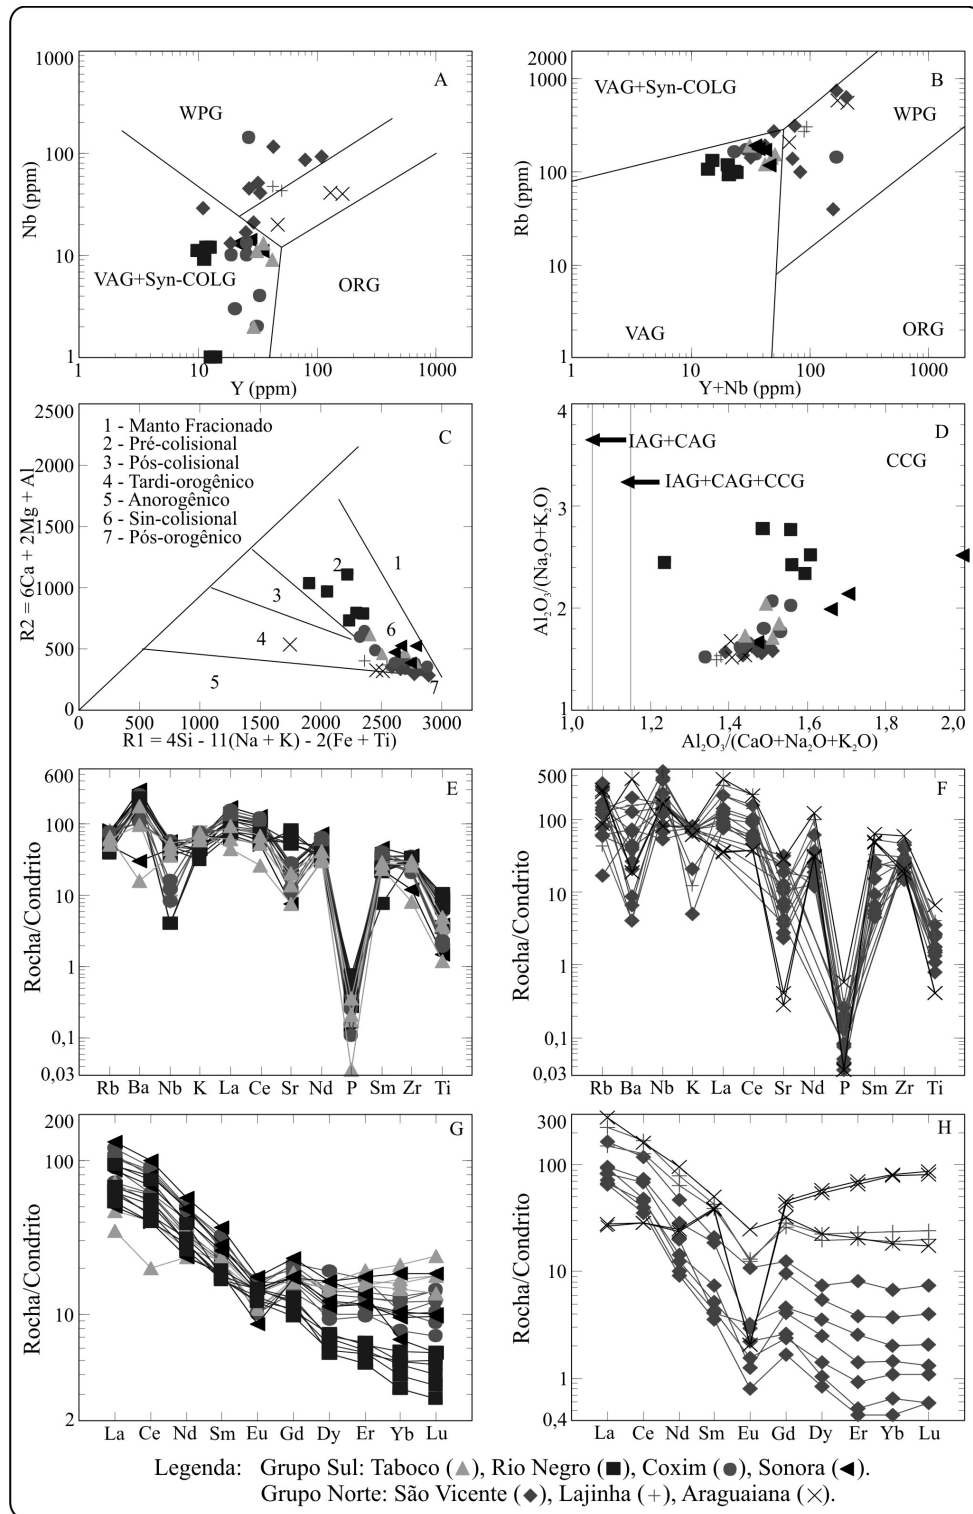 1000
100
10
1
Nb (ppm)
A
WPG
VAG+Syn-COLG
ORG
1
10
100
1000
Y (ppm)
2000
1000
100
10
1
Rb (ppm)
B
VAG+Syn-COLG
WPG
VAG
ORG
1
10
100
1000
Y+Nb (ppm)
2500
2000
1500
1000
500
0
R2 = 6Ca + 2Mg + Al
C
1 - Manto Fracionado
2 - Pré-colisional
3 - Pós-colisional
4 - Tardi-orogênico
5 - Anorogênico
6 - Sin-colisional
7 - Pós-orogênico
1
2
3
4
5
6
7
0
500
1000
1500
2000
2500
3000
R1 = 4Si - 11(Na + K) - 2(Fe + Ti)
4
3
2
1
Al₂O₃/(Na₂O+K₂O)
D
IAG+CAG
CCG
IAG+CAG+CCG
1,0
1,2
1,4
1,6
1,8
2,0
Al₂O₃/(CaO+Na₂O+K₂O)
600
100
10
1
0,1
0,03
Rocha/Condrito
E
Rb Ba Nb K La Ce Sr Nd P Sm Zr Ti
500
100
10
1
0,1
0,03
Rocha/Condrito
F
Rb Ba Nb K La Ce Sr Nd P Sm Zr Ti
200
100
10
2
Rocha/Condrito
G
La Ce Nd Sm Eu Gd Dy Er Yb Lu
300
100
10
1
0,4
Rocha/Condrito
H
La Ce Nd Sm Eu Gd Dy Er Yb Lu
Legenda: Grupo Sul: Taboco (▲), Rio Negro (■), Coxim (●), Sonora (◀).
Grupo Norte: São Vicente (◆), Lajinha (+), Araguaiana (×).